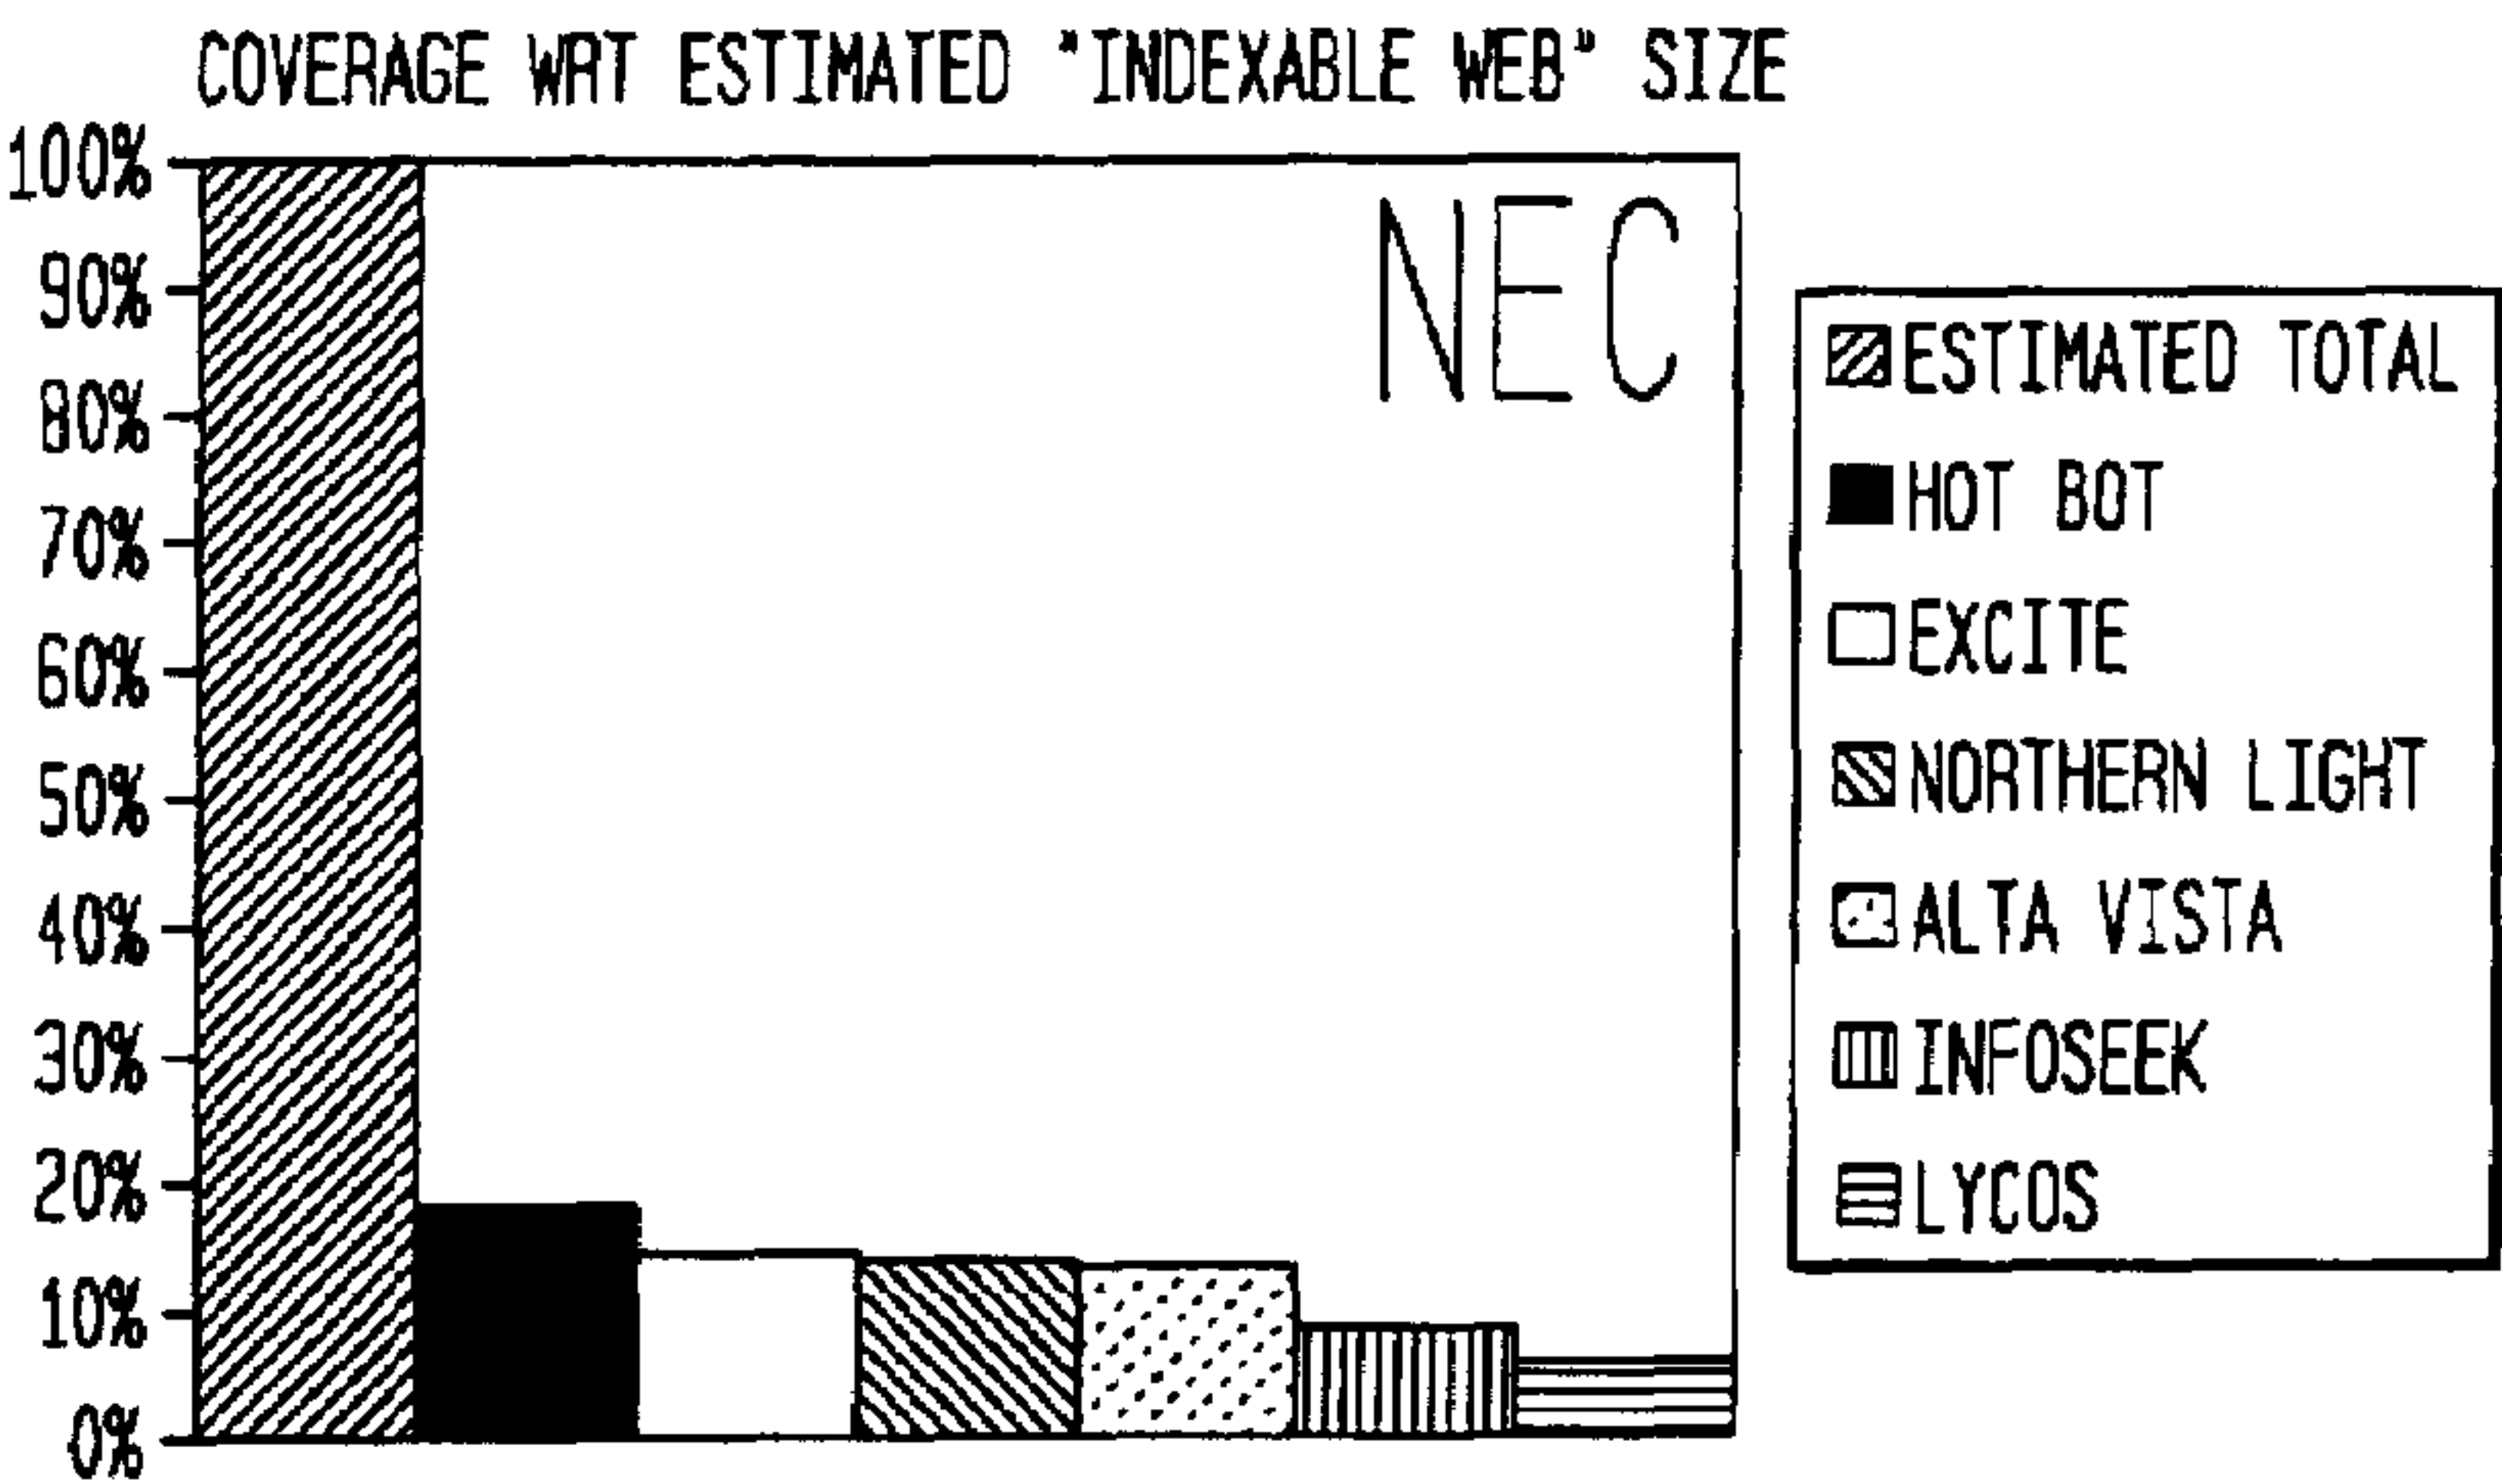 COVERAGE WRT ESTIMATED "INDEXABLE WEB" SIZE
100%
90%
80%
70%
60%
50%
40%
30%
20%
10%
0%
NEC
ESTIMATED TOTAL
HOT BOT
EXCITE
NORTHERN LIGHT
ALTA VISTA
INFOSEEK
LYCOS